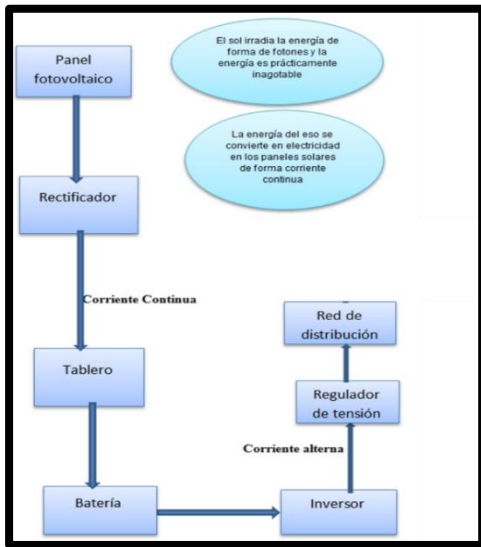 Panel
fotovoltaico
El sol irradia la energía de
forma de fotones y la
energía es prácticamente
inagotable
La energía del eso se
convierte en electricidad
en los paneles solares
de forma corriente
continua
Rectificador
Corriente Continua
Tablero
Batería
Inversor
Corriente alterna
Regulador
de tensión
Red de
distribución